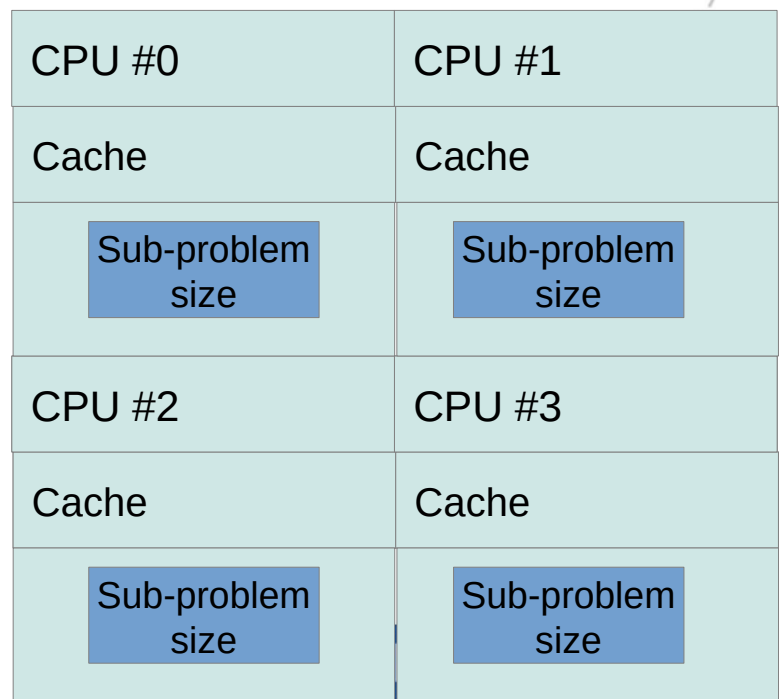 CPU #0
CPU #1
Cache
Cache
Sub-problem
size
Sub-problem
size
CPU #2
CPU #3
Cache
Cache
Sub-problem
size
Sub-problem
size